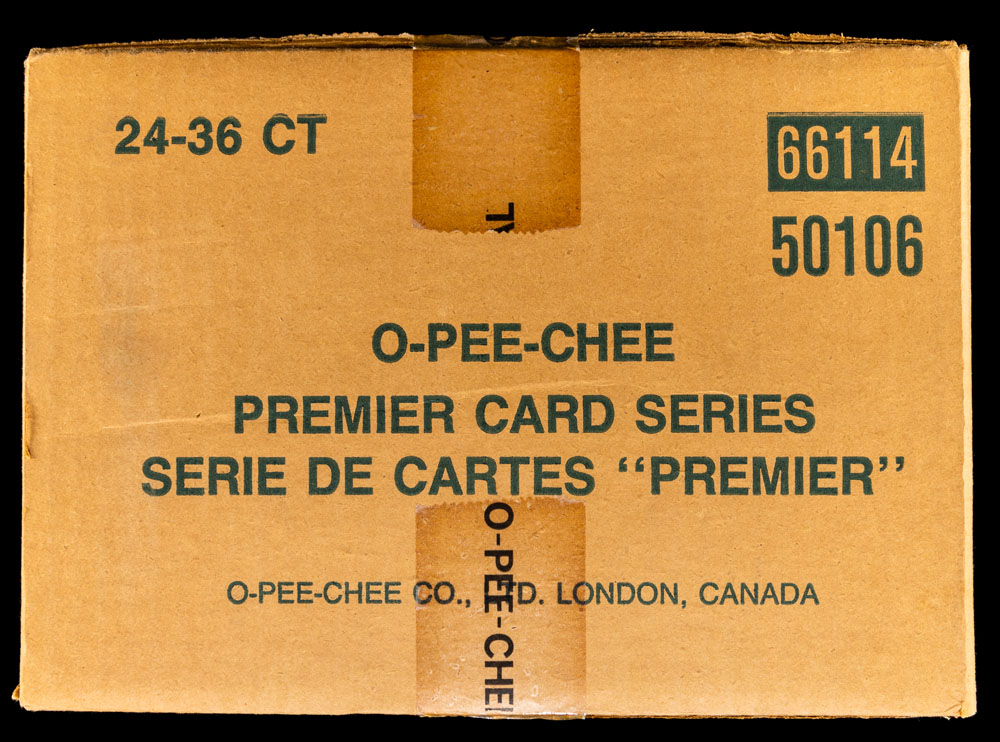 24-36 CT
66114
50106
O-PEE-CHEE
PREMIER CARD SERIES
SERIE DE CARTES “PREMIER”
O-PEE-CHEE CO., LTD. LONDON, CANADA
O-PEE-CHE